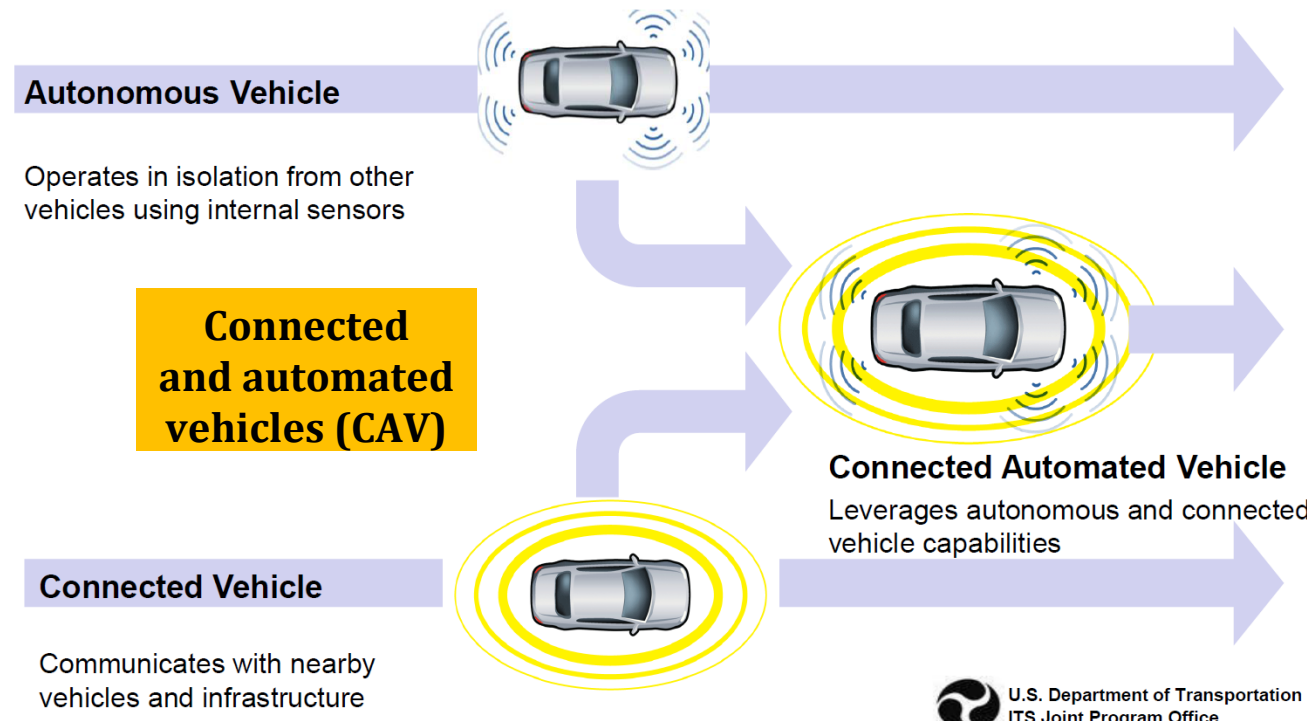 Autonomous Vehicle
Operates in isolation from other
vehicles using internal sensors
Connected
and automated
vehicles (CAV)
Connected Automated Vehicle
Leverages autonomous and connected
vehicle capabilities
Connected Vehicle
Communicates with nearby
vehicles and infrastructure
U.S. Department of Transportation
ITS Joint Program Office